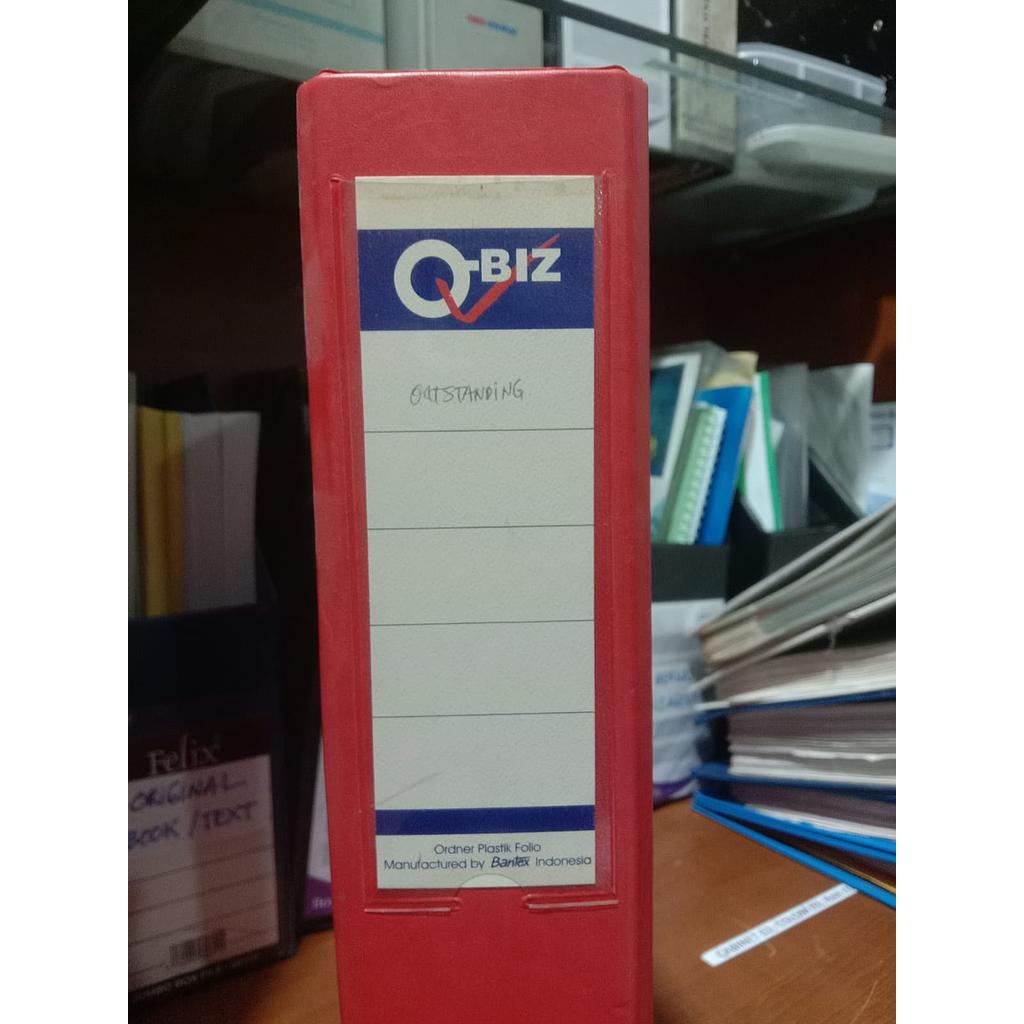 Q-BIZ
OUTSTANDING
Ordner Plastik Folio
Manufactured by Bantex Indonesia
Felix
ORIGINAL
BOOK / TEXT